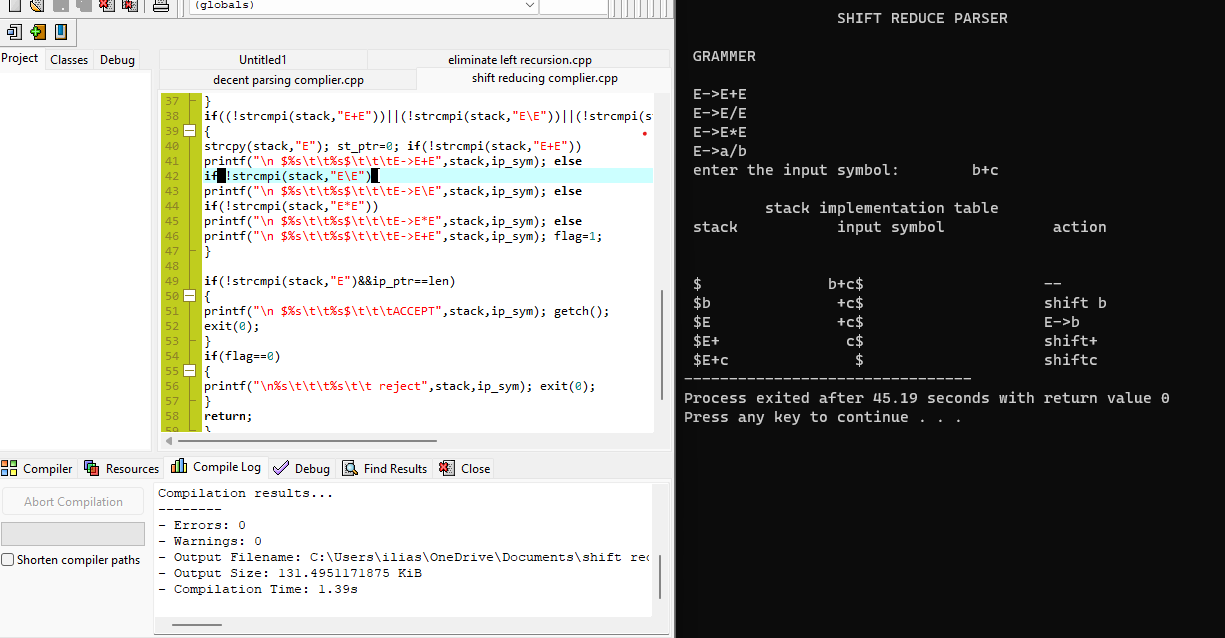 (globals)
Project
Classes
Debug
Untitled1
eliminate left recursion.cpp
decent parsing complier.cpp
shift reducing complier.cpp
37 }
38 if((!strcmpi(stack,"E+E"))||(!strcmpi(stack,"E\E"))||(!strcmpi(s
39 {
40 strcpy(stack,"E"); st_ptr=0; if(!strcmpi(stack,"E+E"))
41 printf("\n $%s\t\t%s$\t\t\tE->E+E",stack,ip_sym); else
42 if(!strcmpi(stack,"E\E"))
43 printf("\n $%s\t\t%s$\t\t\tE->E\E",stack,ip_sym); else
44 if(!strcmpi(stack,"E*E"))
45 printf("\n $%s\t\t%s$\t\t\tE->E*E",stack,ip_sym); else
46 printf("\n $%s\t\t%s$\t\t\tE->E+E",stack,ip_sym); flag=1;
47 }
48
49 if(!strcmpi(stack,"E")&&ip_ptr==len)
50 {
51 printf("\n $%s\t\t%s$\t\t\tACCEPT",stack,ip_sym); getch();
52 exit(0);
53 }
54 if(flag==0)
55 {
56 printf("\n%s\t\t\t%s\t\t reject",stack,ip_sym); exit(0);
57 }
58 return;
59 }
Compiler
Resources
Compile Log
Debug
Find Results
Close
Abort Compilation
Shorten compiler paths
Compilation results...
--------
- Errors: 0
- Warnings: 0
- Output Filename: C:\Users\ilias\OneDrive\Documents\shift rec
- Output Size: 131.4951171875 KiB
- Compilation Time: 1.39s
SHIFT REDUCE PARSER
GRAMMER
E->E+E
E->E/E
E->E*E
E->a/b
enter the input symbol: b+c
stack implementation table
stack input symbol action
$ b+c$ --
$b +c$ shift b
$E +c$ E->b
$E+ c$ shift+
$E+c $ shiftc
--------------------------------
Process exited after 45.19 seconds with return value 0
Press any key to continue . . .